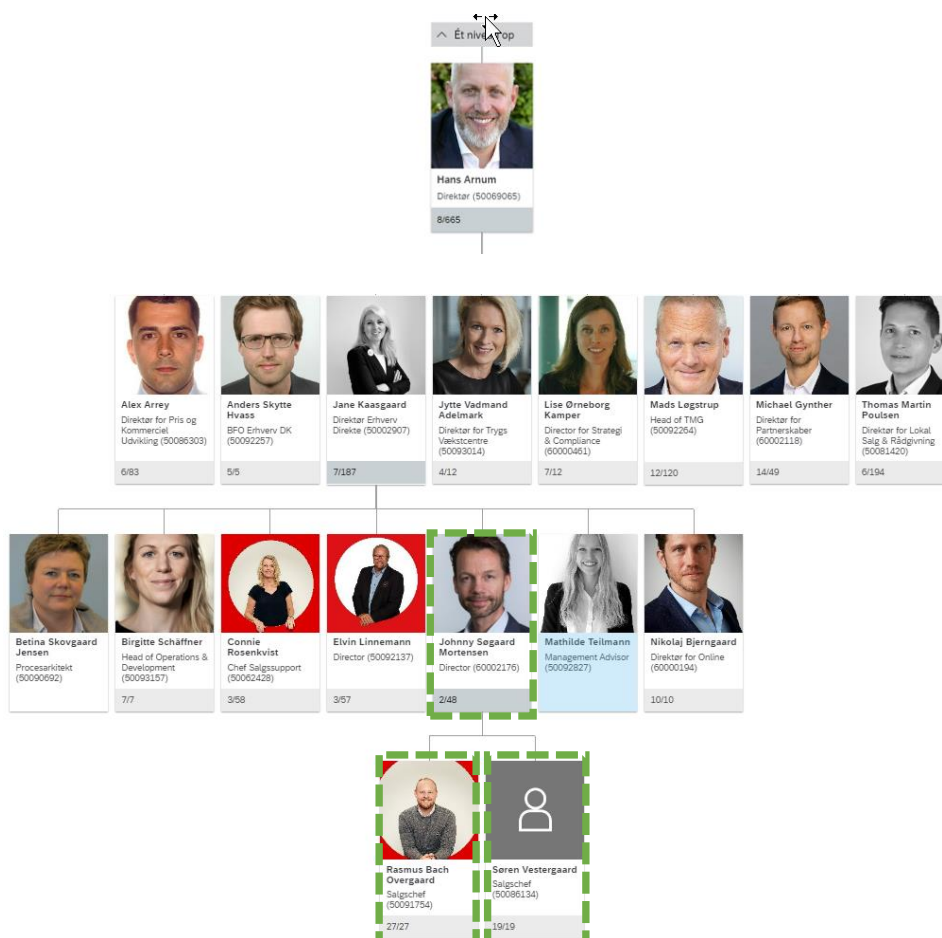 Ét nive op
Hans Arnum
Direktør (50069065)
8/665
Alex Arrey
Direktør for Pris og
Kommerciel
Udvikling (50086303)
6/83
Anders Skytte
Hvass
BFO Erhverv DK
(50092257)
5/5
Jane Kaasgaard
Direktør Erhverv
Direkte (50002907)
7/187
Jytte Vadmand
Adelmark
Direktør for Trygs
Vækstcentre
(50093014)
4/12
Lise Ørneborg
Kamper
Director for Strategi
& Compliance
(60000461)
7/12
Mads Løgstrup
Head of TMG
(50092264)
12/120
Michael Gynther
Direktør for
Partnerskaber
(60002118)
14/49
Thomas Martin
Poulsen
Direktør for Lokal
Salg & Rådgivning
(50081420)
6/194
Betina Skovgaard
Jensen
Procesarkitekt
(50090692)
Birgitte Schäffner
Head of Operations &
Development
(50093157)
7/7
Connie
Rosenkvist
Chef Salgssupport
(50062428)
3/58
Elvin Linnemann
Director (50092137)
3/57
Johnny Søgaard
Mortensen
Director (60002176)
2/48
Mathilde Teilmann
Management Advisor
(50092827)
Nikolaj Bjerngaard
Direktør for Online
(60000194)
10/10
Rasmus Bach
Overgaard
Salgschef
(50091754)
27/27
Søren Vestergaard
Salgschef
(50086134)
19/19